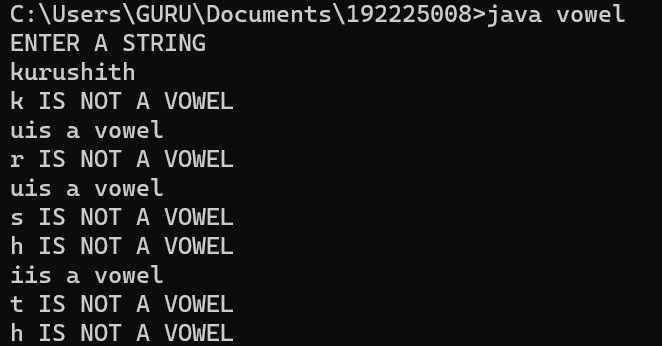 C:\Users\GURU\Documents\192225008>java vowel
ENTER A STRING
kurushith
k IS NOT A VOWEL
uis a vowel
r IS NOT A VOWEL
uis a vowel
s IS NOT A VOWEL
h IS NOT A VOWEL
iis a vowel
t IS NOT A VOWEL
h IS NOT A VOWEL